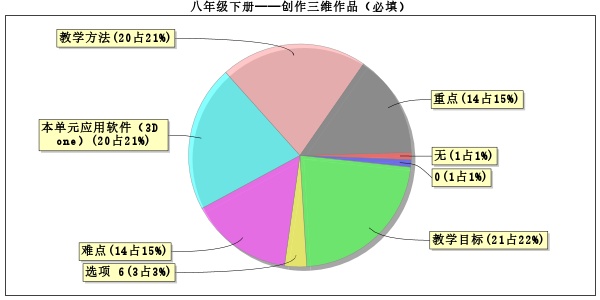 八年级下册——创作三维作品（必填）
教学方法(20占21%)
重点(14占15%)
本单元应用软件（3D
one）(20占21%)
无(1占1%)
0(1占1%)
教学目标(21占22%)
难点(14占15%)
选项 6(3占3%)